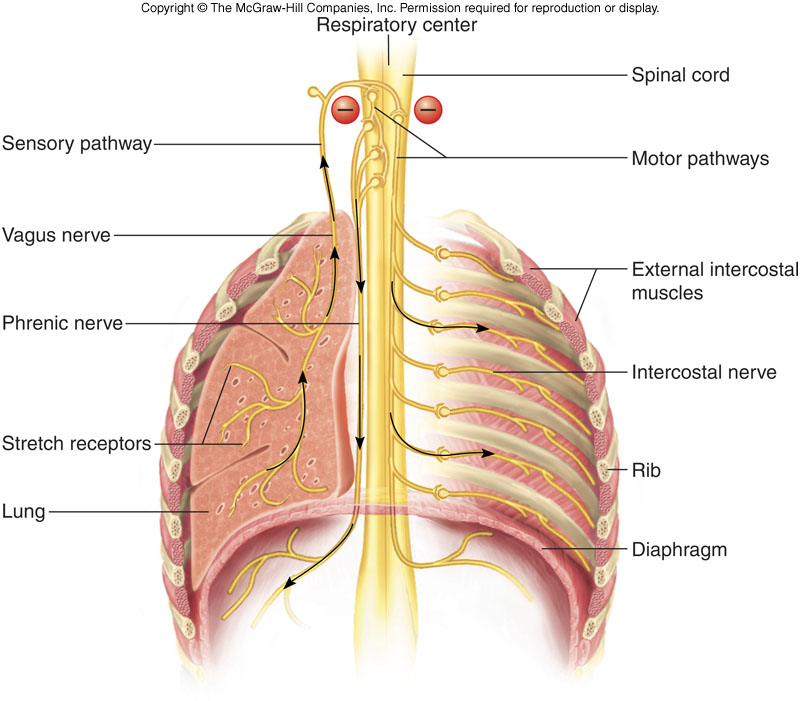 Copyright © The McGraw-Hill Companies, Inc. Permission required for reproduction or display.
Respiratory center
Spinal cord
Sensory pathway
Motor pathways
Vagus nerve
External intercostal
muscles
Phrenic nerve
Intercostal nerve
Stretch receptors
Rib
Lung
Diaphragm